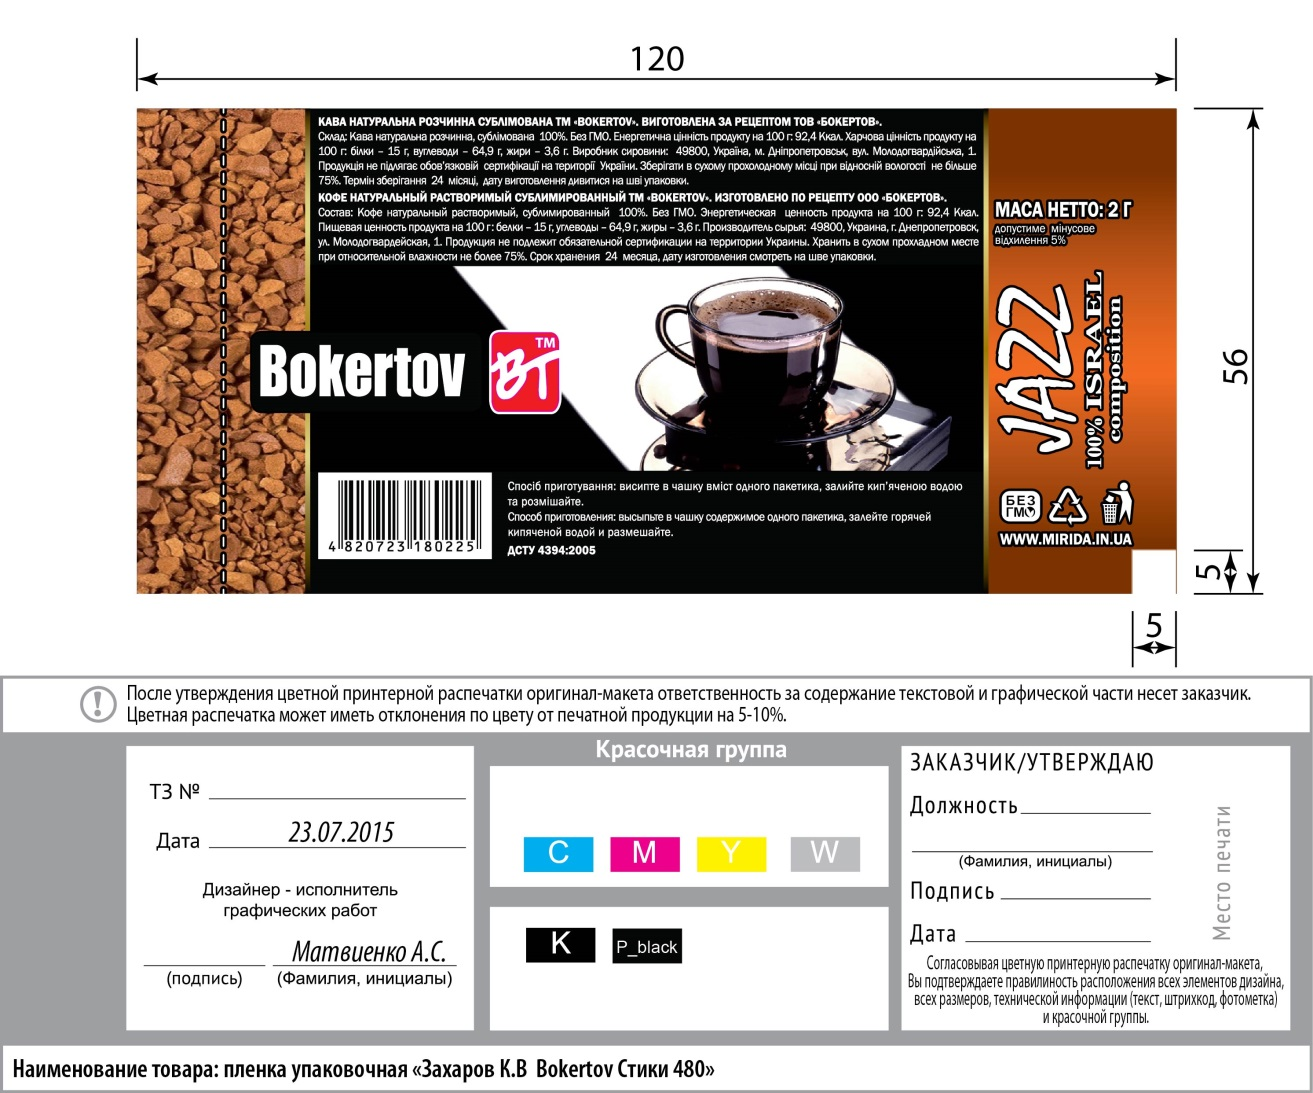 120
КАВА НАТУРАЛЬНА РОЗЧИННА СУБЛІМОВАНА ТМ «BOKERTOV». ВИГОТОВЛЕНА ЗА РЕЦЕПТОМ ТОВ «БОКЕРТОВ».
Склад: Кава натуральна розчинна, сублімована 100%. Без ГМО. Енергетична цінність продукту на 100 г: 92,4 Ккал. Харчова цінність продукту на
100 г: білки – 15 г, вуглеводи – 64,9 г, жири – 3,6 г. Виробник сировини: 49800, Україна, м. Дніпропетровськ, вул. Молодогвардійська, 1.
Продукція не підлягає обов'язковій сертифікації на території України. Зберігати в сухому прохолодному місці при відносній вологості не більше
75%. Термін зберігання 24 місяці, дату виготовлення дивитися на шві упаковки.
КОФЕ НАТУРАЛЬНЫЙ РАСТВОРИМЫЙ СУБЛИМИРОВАННЫЙ ТМ «BOKERTOV». ИЗГОТОВЛЕНО ПО РЕЦЕПТУ ООО «БОКЕРТОВ».
Состав: Кофе натуральный растворимый, сублимированный 100%. Без ГМО. Энергетическая ценность продукта на 100 г: 92,4 Ккал.
Пищевая ценность продукта на 100 г: белки – 15 г, углеводы – 64,9 г, жиры – 3,6 г. Производитель сырья: 49800, Украина, г. Днепропетровск,
ул. Молодогвардейская, 1. Продукция не подлежит обязательной сертификации на территории Украины. Хранить в сухом прохладном месте
при относительной влажности не более 75%. Срок хранения 24 месяца, дату изготовления смотреть на шве упаковки.
МАСА НЕТТО: 2 Г
допустиме мінусове
відхилення 5%
Bokertov
BT TM
JAZZ
100% ISRAEL
composition
56
4 820723 180225
Спосіб приготування: висипте в чашку вміст одного пакетика, залийте кип'яченою водою
та розмішайте.
Способ приготовления: высыпьте в чашку содержимое одного пакетика, залейте горячей
кипяченой водой и размешайте.
ДСТУ 4394:2005
БЕЗ
ГМО
WWW.MIRIDA.IN.UA
5
5
После утверждения цветной принтерной распечатки оригинал-макета ответственность за содержание текстовой и графической части несет заказчик.
Цветная распечатка может иметь отклонения по цвету от печатной продукции на 5-10%.
ТЗ №
Дата 23.07.2015
Дизайнер - исполнитель
графических работ
Матвиенко А.С.
(подпись) (Фамилия, инициалы)
Красочная группа
C M Y W
K P_black
ЗАКАЗЧИК/УТВЕРЖДАЮ
Должность
(Фамилия, инициалы)
Подпись
Дата
Место печати
Согласовывая цветную принтерную распечатку оригинал-макета,
Вы подтверждаете правилиность расположения всех элементов дизайна,
всех размеров, технической информации (текст, штрихкод, фотометка)
и красочной группы.
Наименование товара: пленка упаковочная «Захаров К.В Bokertov Стики 480»